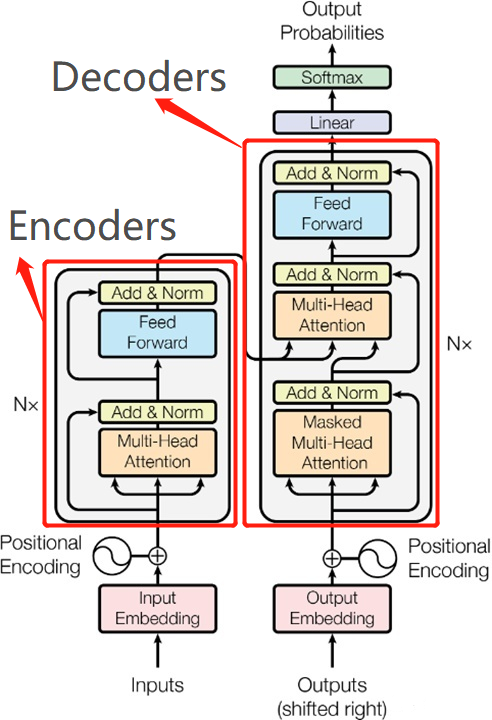 Output
Probabilities
Softmax
Linear
Decoders
Add & Norm
Feed
Forward
Add & Norm
Multi-Head
Attention
Add & Norm
Masked
Multi-Head
Attention
N×
Encoders
Add & Norm
Feed
Forward
Add & Norm
Multi-Head
Attention
N×
Positional
Encoding
Positional
Encoding
Input
Embedding
Output
Embedding
Inputs
Outputs
(shifted right)